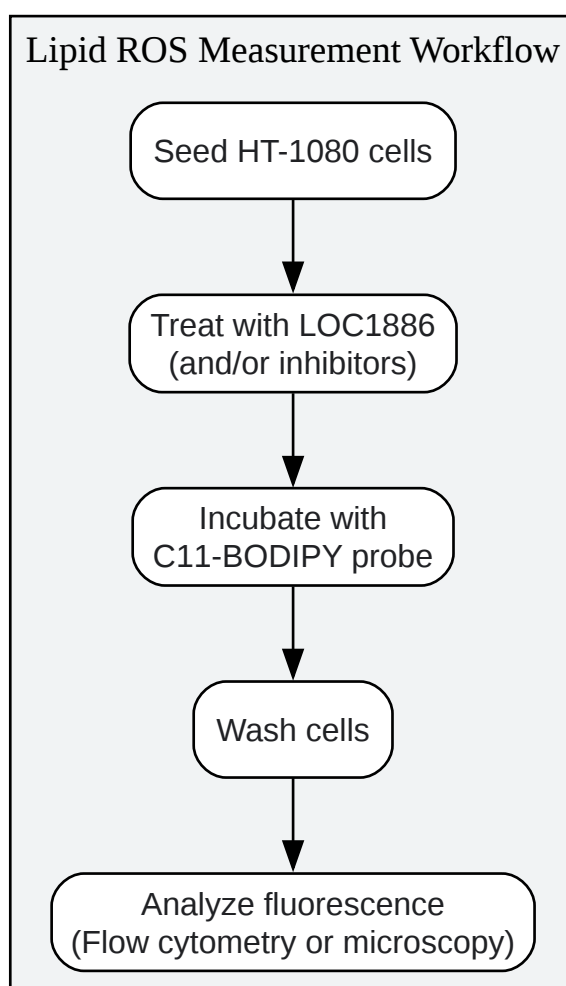 Lipid ROS Measurement Workflow
Seed HT-1080 cells
Treat with LOC1886
(and/or inhibitors)
Incubate with
C11-BODIPY probe
Wash cells
Analyze fluorescence
(Flow cytometry or microscopy)